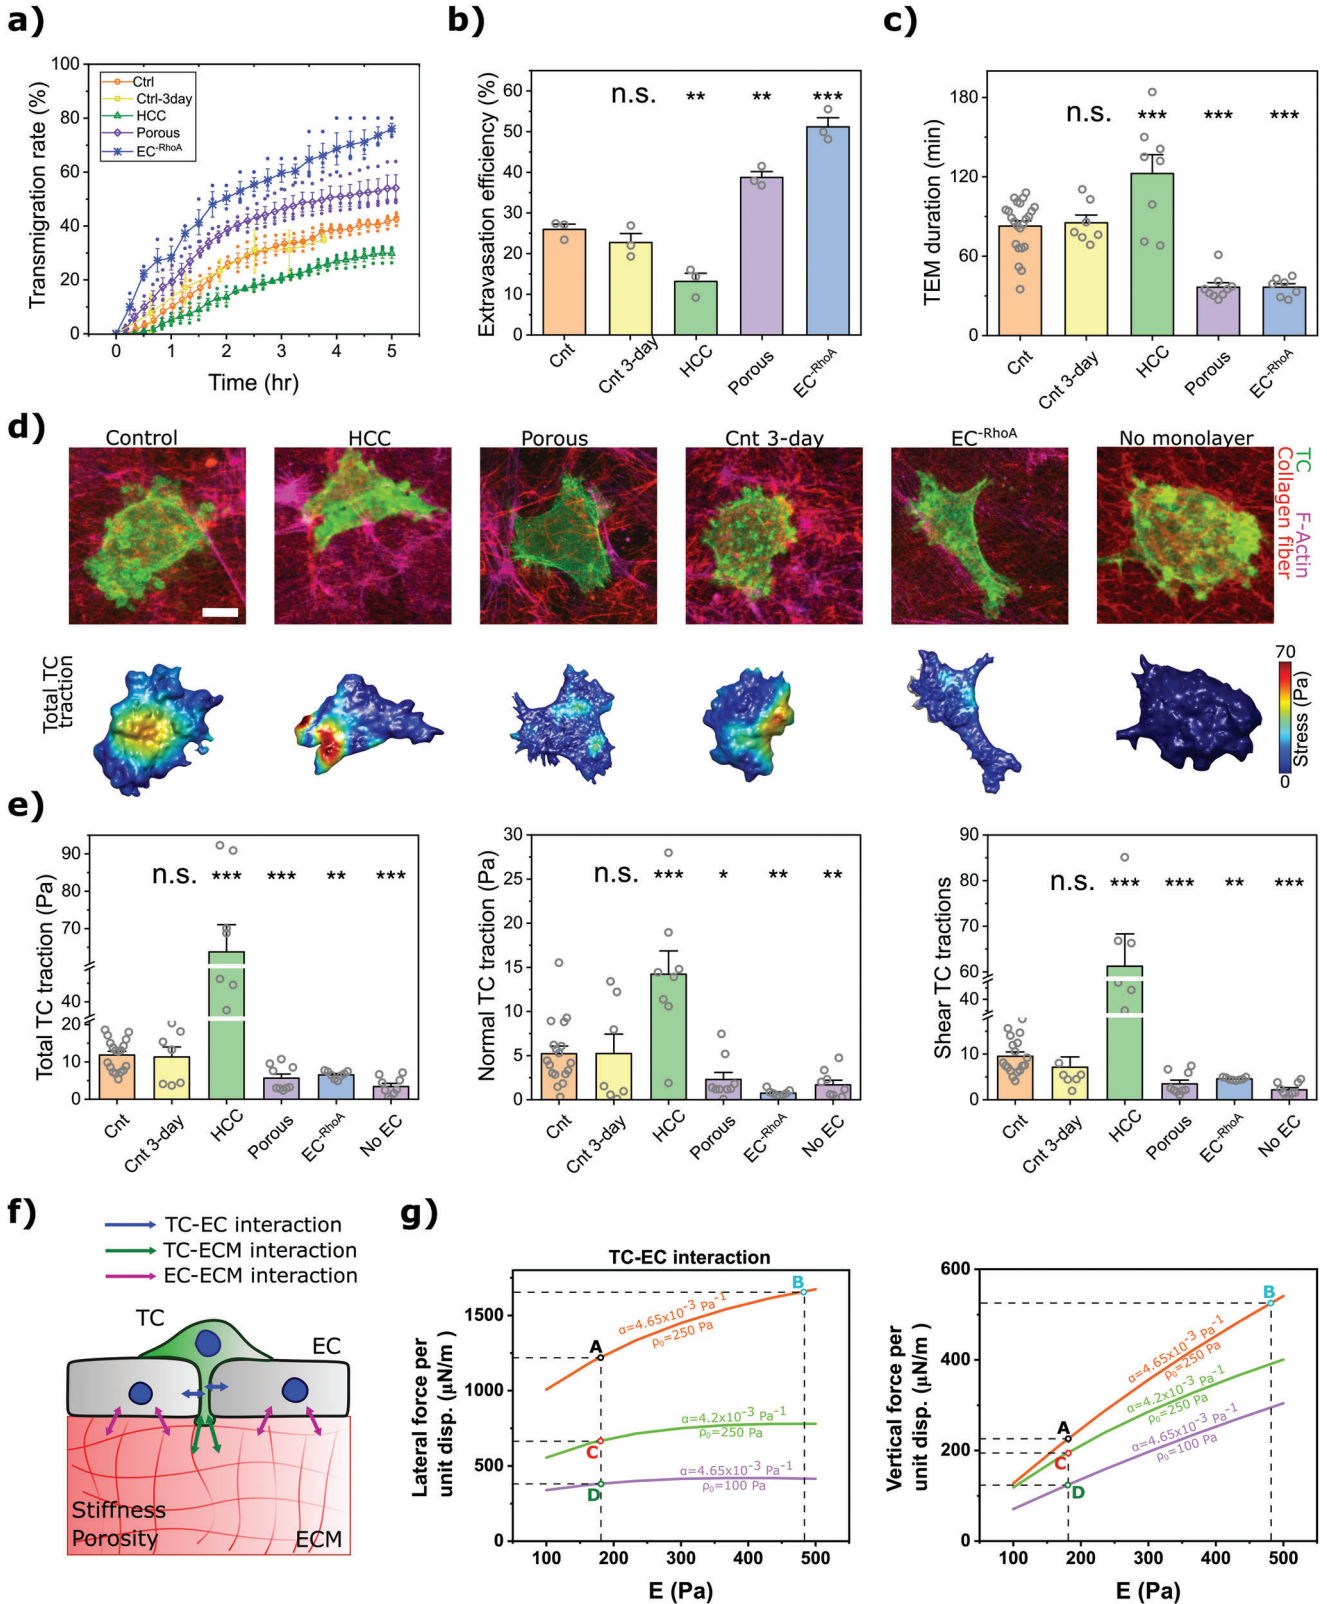 a)
Transmigration rate (%)
100
80
60
40
20
0
Ctrl
Ctrl-3day
HCC
Porous
EC-RhoA
0 1 2 3 4 5
Time (hr)
b)
Extravasation efficiency (%)
60
50
40
30
20
10
0
n.s. ** ** ***
Cnt
Cnt 3-day
HCC
Porous
EC-RhoA
c)
TEM duration (min)
180
120
60
0
n.s. *** *** ***
Cnt
Cnt 3-day
HCC
Porous
EC-RhoA
d)
Control HCC Porous Cnt 3-day EC-RhoA No monolayer
TC
Collagen fiber
F-Actin
Total TC
traction
70
Stress (Pa)
0
e)
Total TC traction (Pa)
90
70
40
20
10
0
n.s. *** *** ** ***
Cnt
Cnt 3-day
HCC
Porous
EC-RhoA
No EC
Normal TC traction (Pa)
30
25
20
15
10
5
0
n.s. *** * ** **
Cnt
Cnt 3-day
HCC
Porous
EC-RhoA
No EC
Shear TC tractions
90
80
70
60
40
10
0
n.s. *** *** ** ***
Cnt
Cnt 3-day
HCC
Porous
EC-RhoA
No EC
f)
TC-EC interaction
TC-ECM interaction
EC-ECM interaction
TC
EC
Stiffness
Porosity
ECM
g)
TC-EC interaction
Lateral force per
unit disp. (µN/m )
1500
1000
500
0
A
B
C
D
α=4.65x10-3 Pa-1
ρ0=250 Pa
α=4.2x10-3 Pa-1
ρ0=250 Pa
α=4.65x10-3 Pa-1
ρ0=100 Pa
100 200 300 400 500
E (Pa)
Vertical force per
unit disp. (µN/m )
600
400
200
0
A
B
C
D
α=4.65x10-3 Pa-1
ρ0=250 Pa
α=4.2x10-3 Pa-1
ρ0=250 Pa
α=4.65x10-3 Pa-1
ρ0=100 Pa
100 200 300 400 500
E (Pa)